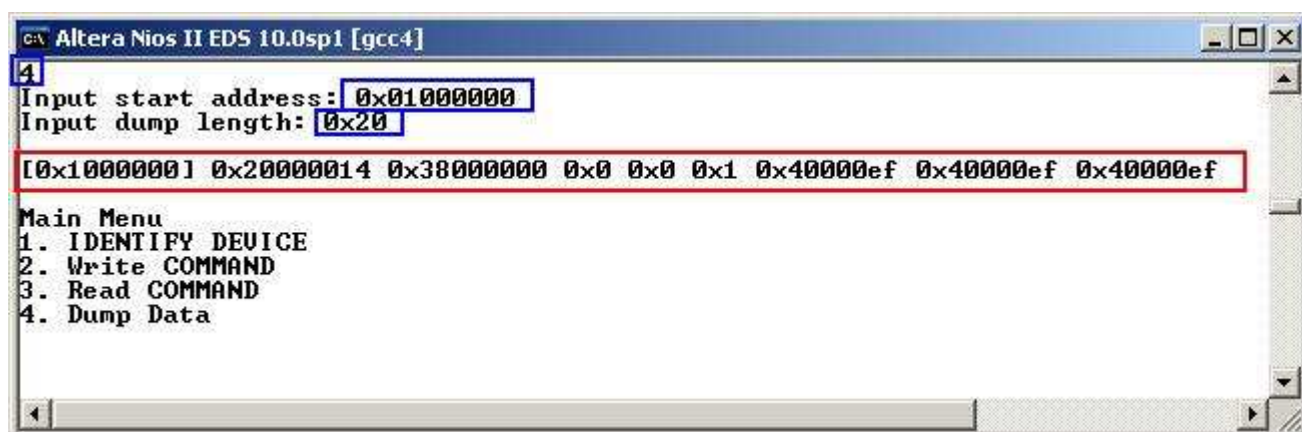 Altera Nios II EDS 10.0sp1 [gcc4]
4
Input start address: 0x01000000
Input dump length: 0x20
[0x1000000] 0x20000014 0x38000000 0x0 0x0 0x1 0x40000ef 0x40000ef 0x40000ef
Main Menu
1. IDENTIFY DEVICE
2. Write COMMAND
3. Read COMMAND
4. Dump Data